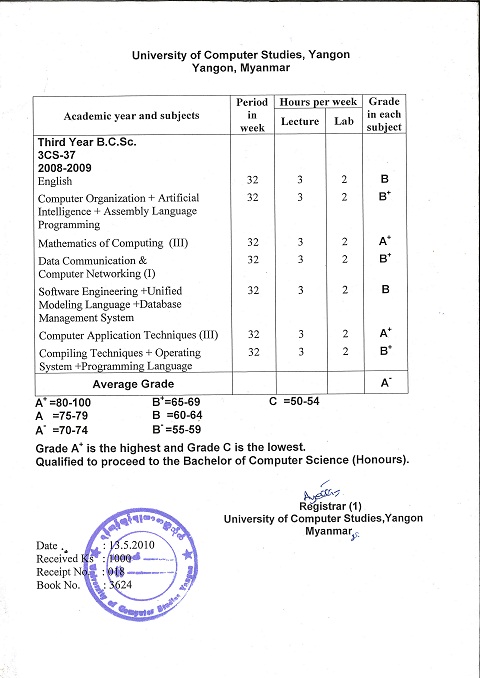 University of Computer Studies, Yangon
Yangon, Myanmar
Academic year and subjects
Period in week
Hours per week
Lecture Lab
Grade in each subject
Third Year B.C.Sc.
3CS-37
2008-2009
English 32 3 2 B
Computer Organization + Artificial 32 3 2 B+
Intelligence + Assembly Language
Programming
Mathematics of Computing (III) 32 3 2 A+
Data Communication & 32 3 2 B+
Computer Networking (I)
Software Engineering +Unified 32 3 2 B
Modeling Language +Database
Management System
Computer Application Techniques (III) 32 3 2 A+
Compiling Techniques + Operating 32 3 2 B+
System +Programming Language
Average Grade A-
A+ =80-100 B+=65-69 C =50-54
A =75-79 B =60-64
A- =70-74 B-=55-59
Grade A+ is the highest and Grade C is the lowest.
Qualified to proceed to the Bachelor of Computer Science (Honours).
Registrar (1)
University of Computer Studies,Yangon
Myanmar
Date : 13.5.2010
Received Ks : 1000
Receipt No. : 018
Book No. : 3624
University of Computer Studies Yangon